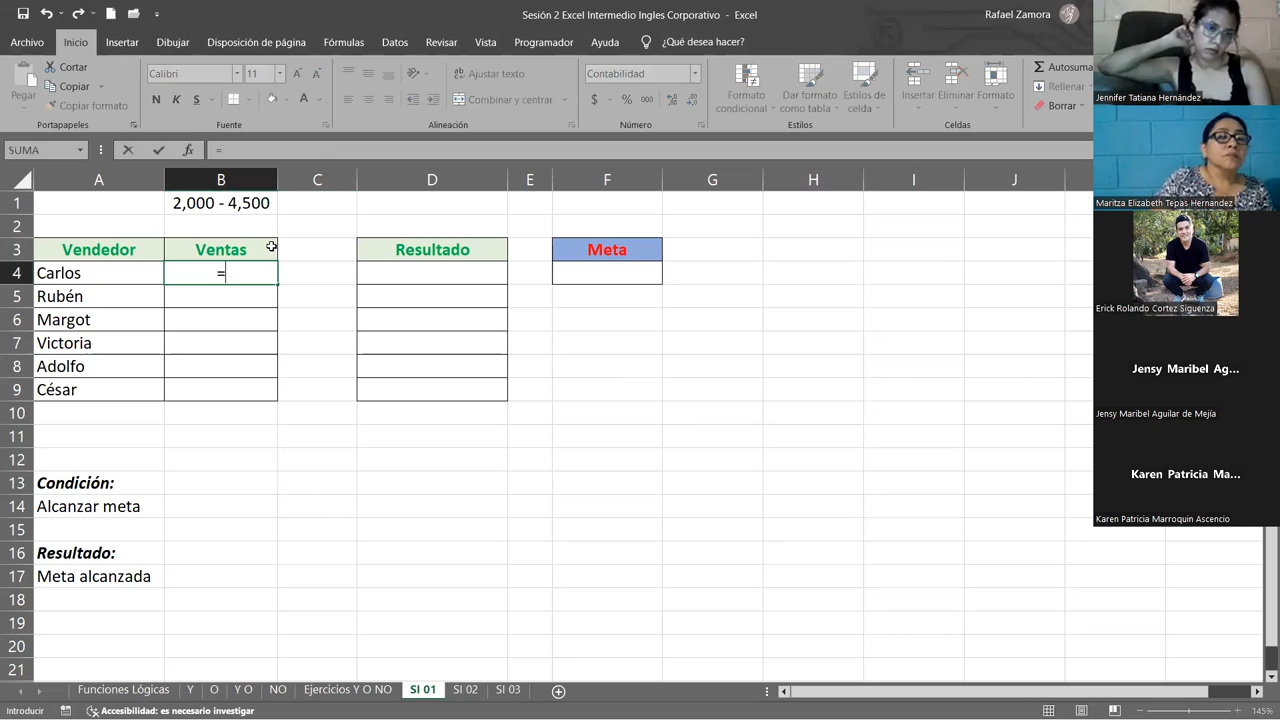 Sesión 2 Excel Intermedio Ingles Corporativo - Excel
Rafael Zamora
Archivo Inicio Insertar Dibujar Disposición de página Fórmulas Datos Revisar Vista Programador Ayuda ¿Qué desea hacer?
Pegar
Cortar
Copiar
Copiar formato
Portapapeles
Calibri 11
N K S
Fuente
Ajustar texto
Combinar y centrar
Alineación
Contabilidad
$ % 000
Número
Formato condicional
Dar formato como tabla
Estilos de celda
Estilos
Insertar Eliminar Formato
Celdas
Autosuma
Rellenar
Borrar
SUMA fx =
A B C D E F G H I J
1 2,000 - 4,500
2
3 Vendedor Ventas Resultado Meta
4 Carlos =
5 Rubén
6 Margot
7 Victoria
8 Adolfo
9 César
10
11
12
13 Condición:
14 Alcanzar meta
15
16 Resultado:
17 Meta alcanzada
18
19
20
21
Funciones Lógicas Y O Y O NO Ejercicios Y O NO SI 01 SI 02 SI 03
Introducir Accesibilidad: es necesario investigar 145%
Jennifer Tatiana Hernández
Maritza Elizabeth Tepas Hernandez
Erick Rolando Cortez Siguenza
Jensy Maribel Ag...
Jensy Maribel Aguilar de Mejía
Karen Patricia Ma...
Karen Patricia Marroquin Ascencio